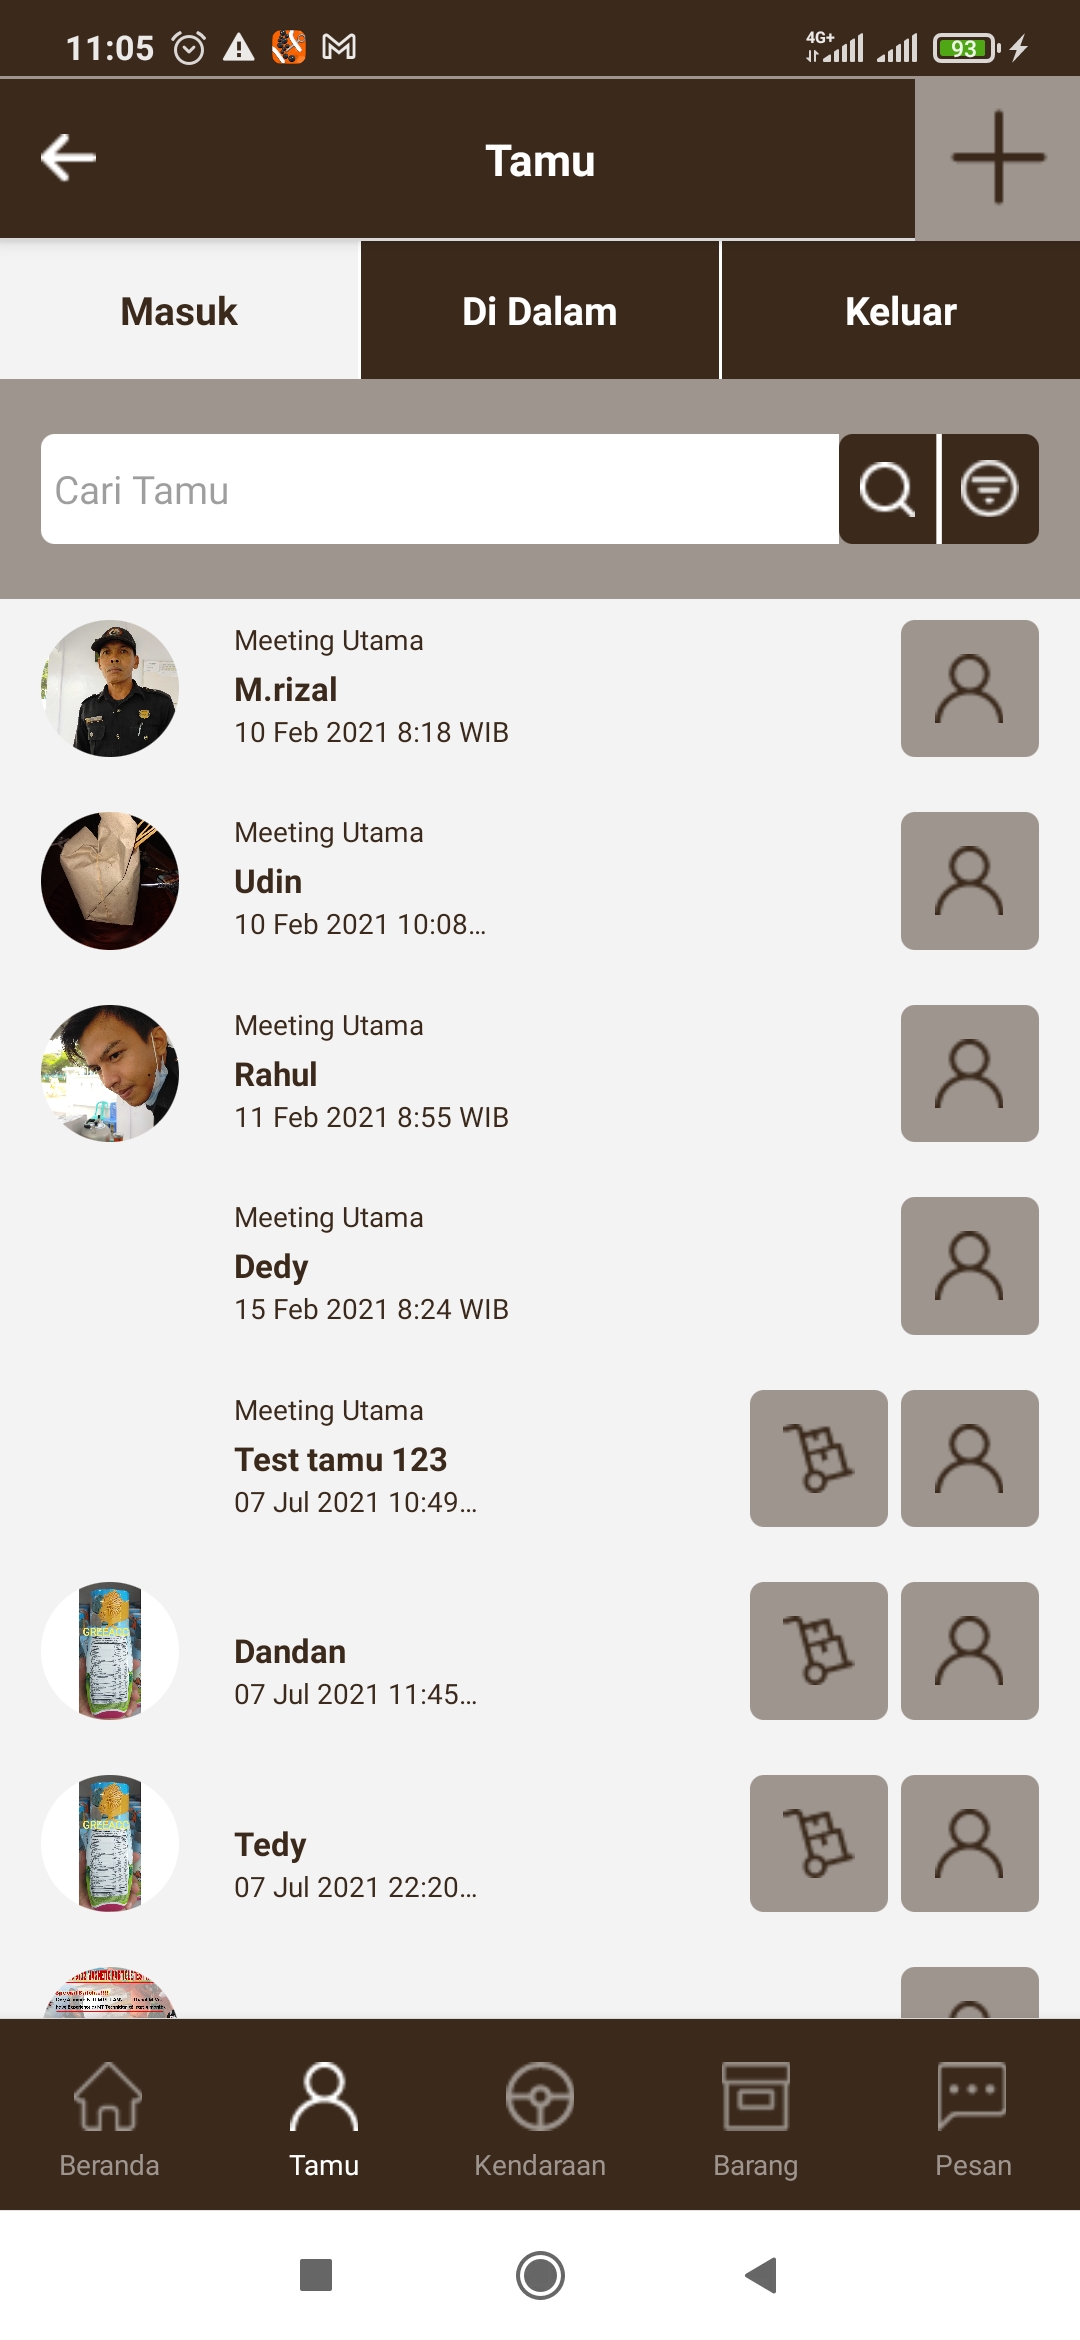 11:05
4G+
93
Tamu
Masuk
Di Dalam
Keluar
Cari Tamu
Meeting Utama
M.rizal
10 Feb 2021 8:18 WIB
Meeting Utama
Udin
10 Feb 2021 10:08...
Meeting Utama
Rahul
11 Feb 2021 8:55 WIB
Meeting Utama
Dedy
15 Feb 2021 8:24 WIB
Meeting Utama
Test tamu 123
07 Jul 2021 10:49...
Dandan
07 Jul 2021 11:45...
Tedy
07 Jul 2021 22:20...
Beranda
Tamu
Kendaraan
Barang
Pesan